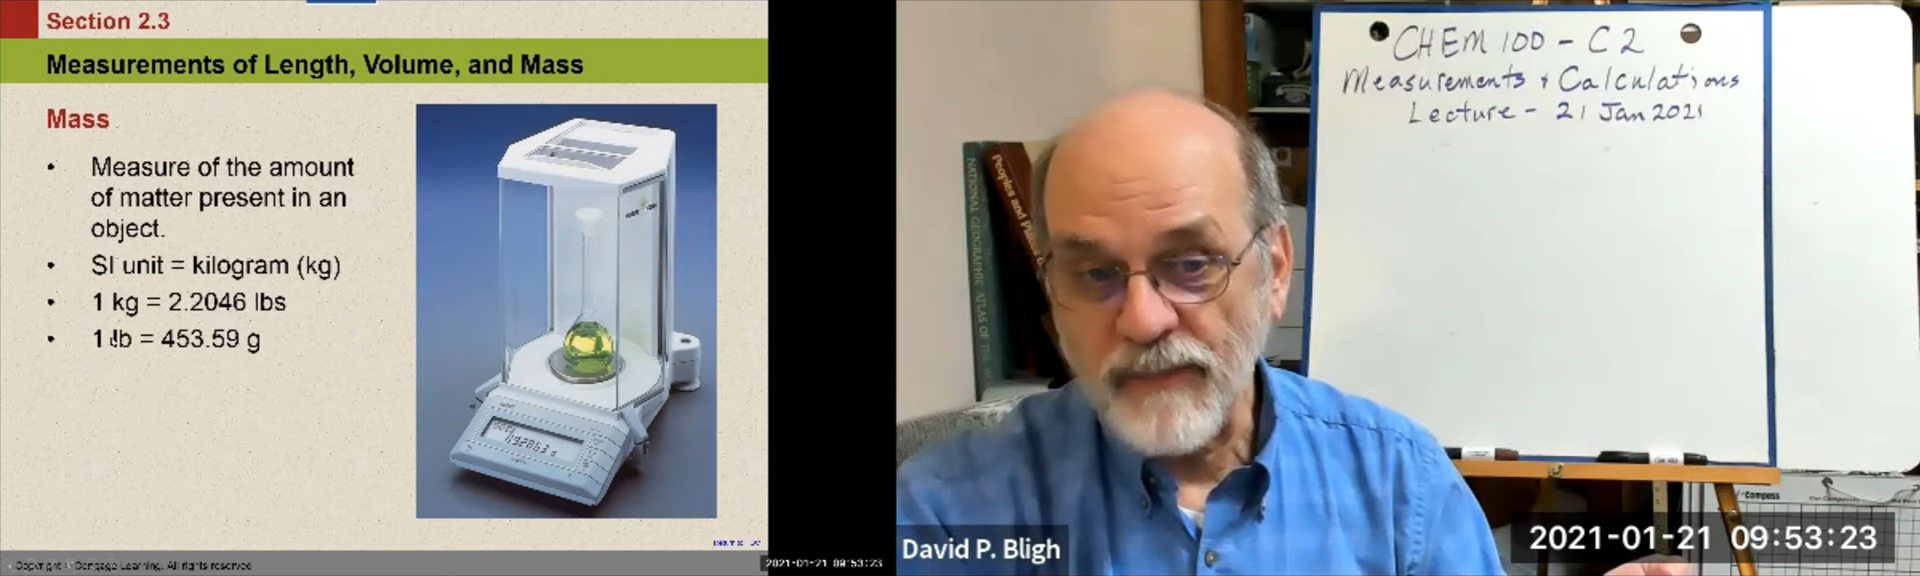 Section 2.3
Measurements of Length, Volume, and Mass
Mass
• Measure of the amount
of matter present in an
object.
• SI unit = kilogram (kg)
• 1 kg = 2.2046 lbs
• 1 lb = 453.59 g
Copyright © Cengage Learning. All rights reserved
2021-01-21 09:53:23
CHEM 100 - C2
Measurements + Calculations
Lecture - 21 Jan 2021
NATIONAL GEOGRAPHIC ATLAS OF THE
Peoples and
Compass
David P. Bligh
2021-01-21 09:53:23